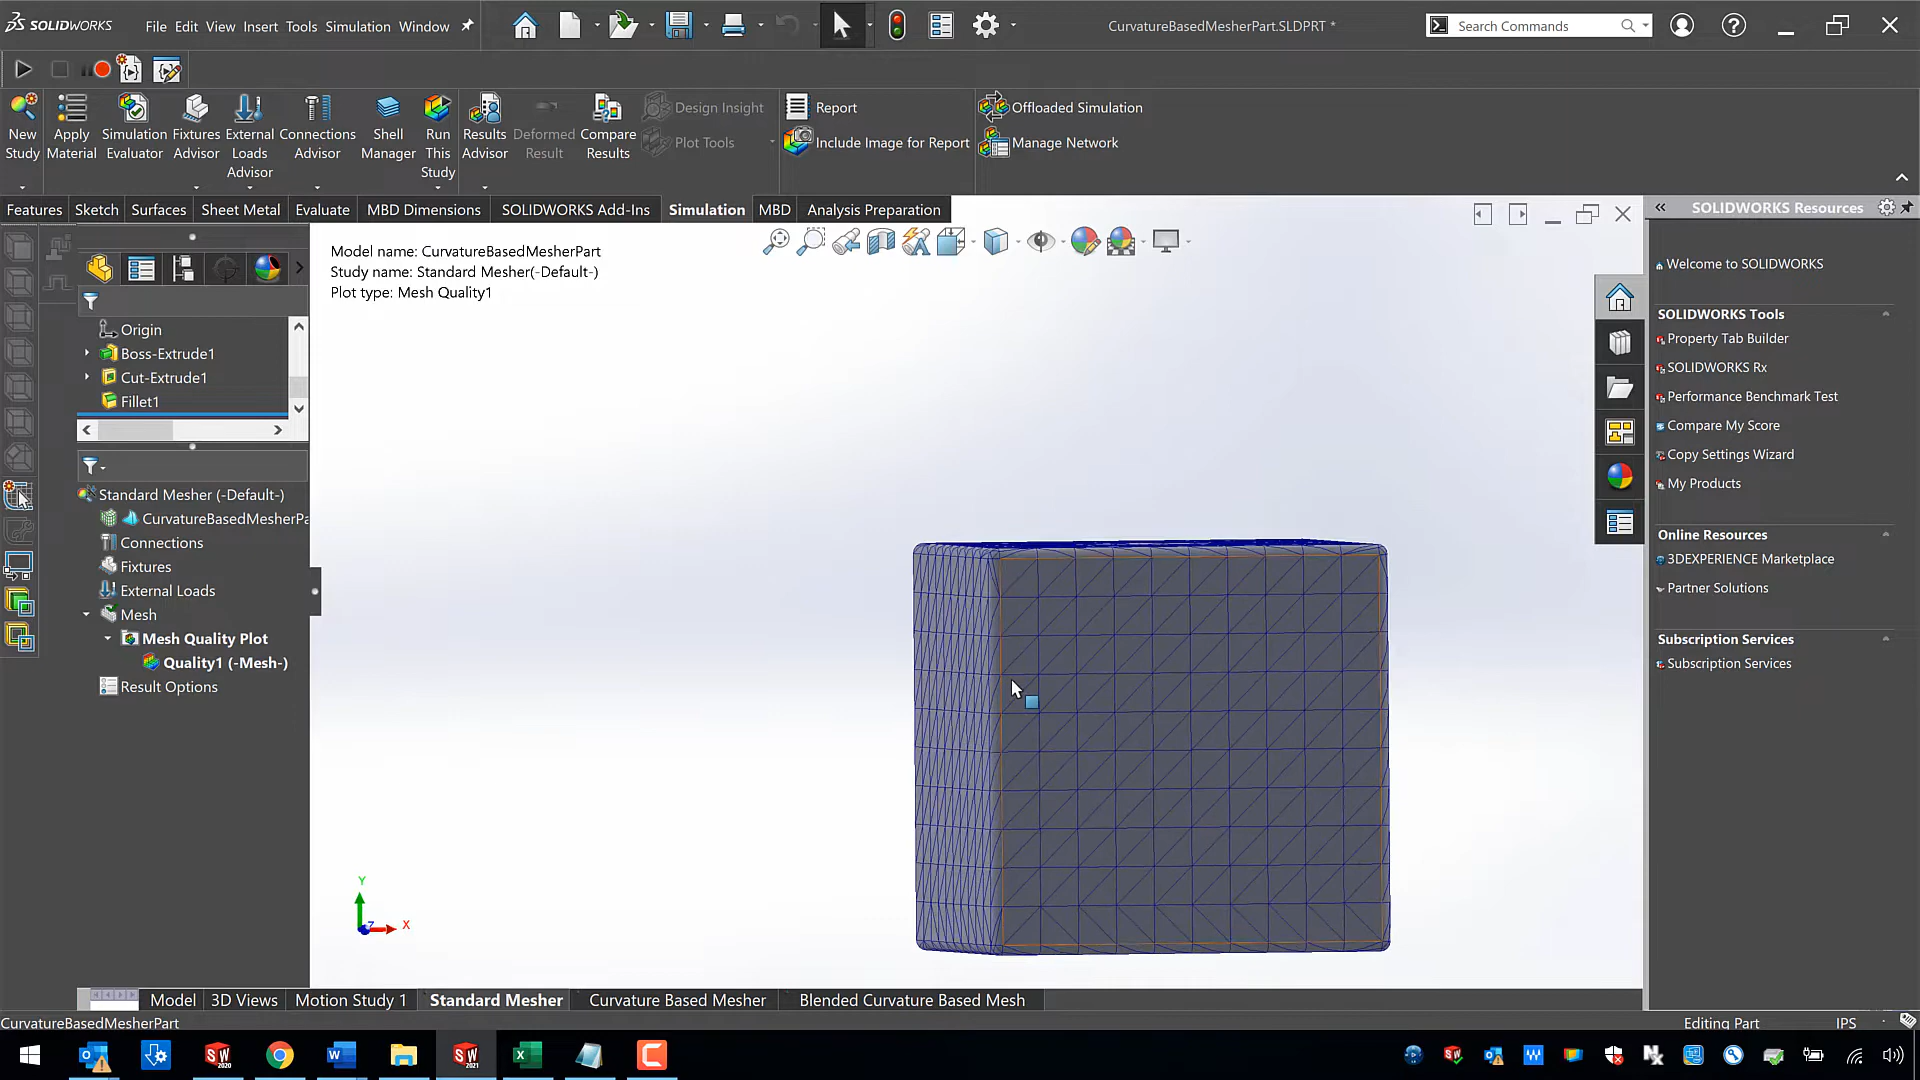 SOLIDWORKS File Edit View Insert Tools Simulation Window CurvatureBasedMesherPart.SLDPRT * Search Commands
New Study
Apply Material
Simulation Evaluator
Fixtures Advisor
External Loads Advisor
Connections Advisor
Shell Manager
Run This Study
Results Advisor
Deformed Result
Compare Results
Design Insight
Plot Tools
Report
Include Image for Report
Offloaded Simulation
Manage Network
Features Sketch Surfaces Sheet Metal Evaluate MBD Dimensions SOLIDWORKS Add-Ins Simulation MBD Analysis Preparation
Origin
Boss-Extrude1
Cut-Extrude1
Fillet1
Standard Mesher (-Default-)
CurvatureBasedMesherPa
Connections
Fixtures
External Loads
Mesh
Mesh Quality Plot
Quality1 (-Mesh-)
Result Options
Model name: CurvatureBasedMesherPart
Study name: Standard Mesher(-Default-)
Plot type: Mesh Quality1
Y
Z
X
SOLIDWORKS Resources
Welcome to SOLIDWORKS
SOLIDWORKS Tools
Property Tab Builder
SOLIDWORKS Rx
Performance Benchmark Test
Compare My Score
Copy Settings Wizard
My Products
Online Resources
3DEXPERIENCE Marketplace
Partner Solutions
Subscription Services
Subscription Services
Model 3D Views Motion Study 1 Standard Mesher Curvature Based Mesher Blended Curvature Based Mesh
CurvatureBasedMesherPart Editing Part IPS
SW 2020
SW 2021